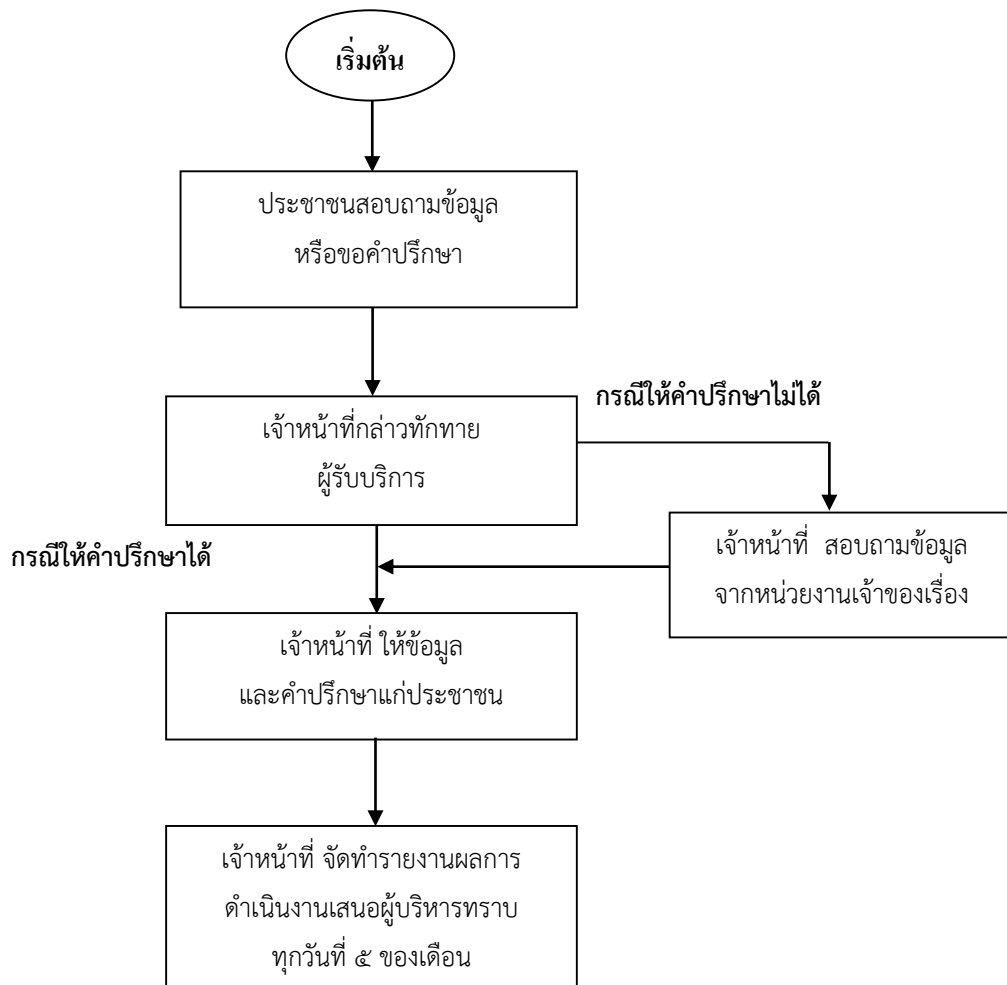 เริ่มต้น
ประชาชนสอบถามข้อมูล
หรือขอคำปรึกษา
กรณีให้คำปรึกษาไม่ได้
เจ้าหน้าที่กล่าวทักทาย
ผู้รับบริการ
เจ้าหน้าที่ สอบถามข้อมูล
จากหน่วยงานเจ้าของเรื่อง
กรณีให้คำปรึกษาได้
เจ้าหน้าที่ ให้ข้อมูล
และคำปรึกษาแก่ประชาชน
เจ้าหน้าที่ จัดทำรายงานผลการ
ดำเนินงานเสนอผู้บริหารทราบ
ทุกวันที่ ๕ ของเดือน